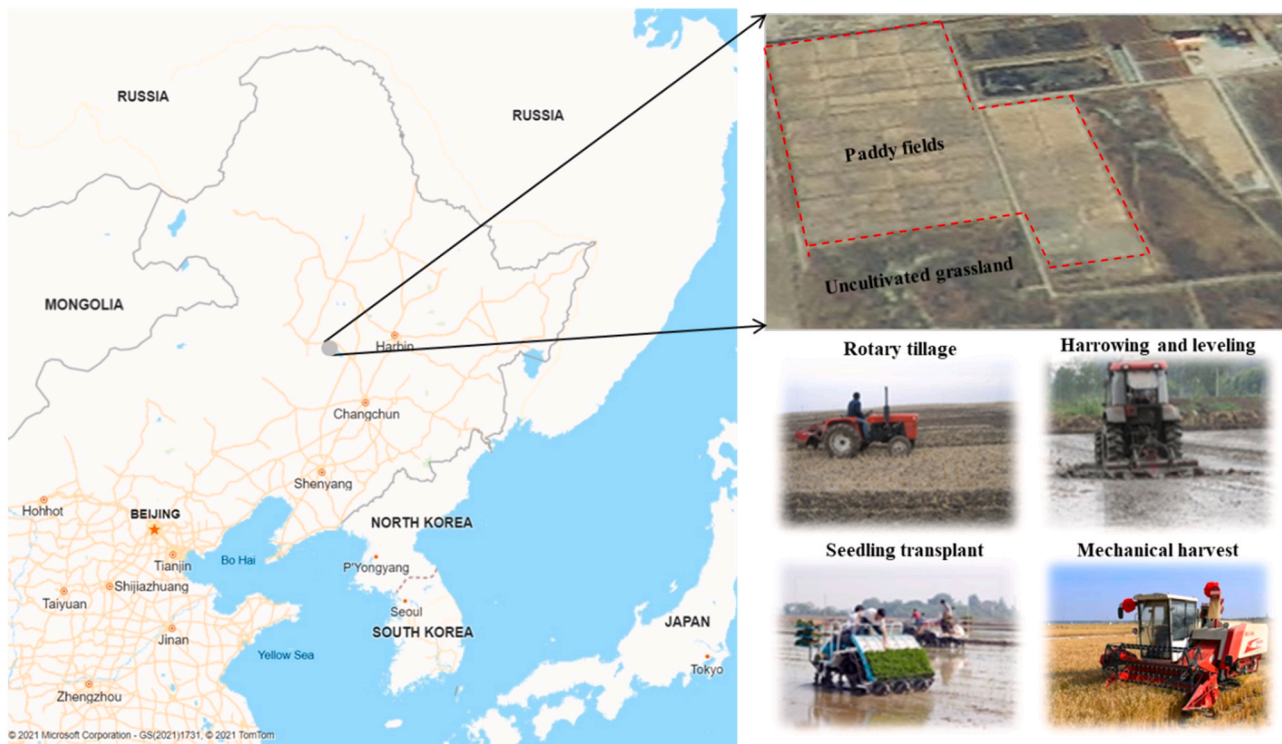 RUSSIA
RUSSIA
MONGOLIA
Harbin
Changchun
Shenyang
Hohhot
BEIJING
NORTH KOREA
Bo Hai
Tianjin
P'Yongyang
Shijiazhuang
Taiyuan
Seoul
JAPAN
SOUTH KOREA
Jinan
Yellow Sea
Tokyo
Zhengzhou
© 2021 Microsoft Corporation - GS(2021)1731, © 2021 TomTom
Paddy fields
Uncultivated grassland
Rotary tillage
Harrowing and leveling
Seedling transplant
Mechanical harvest